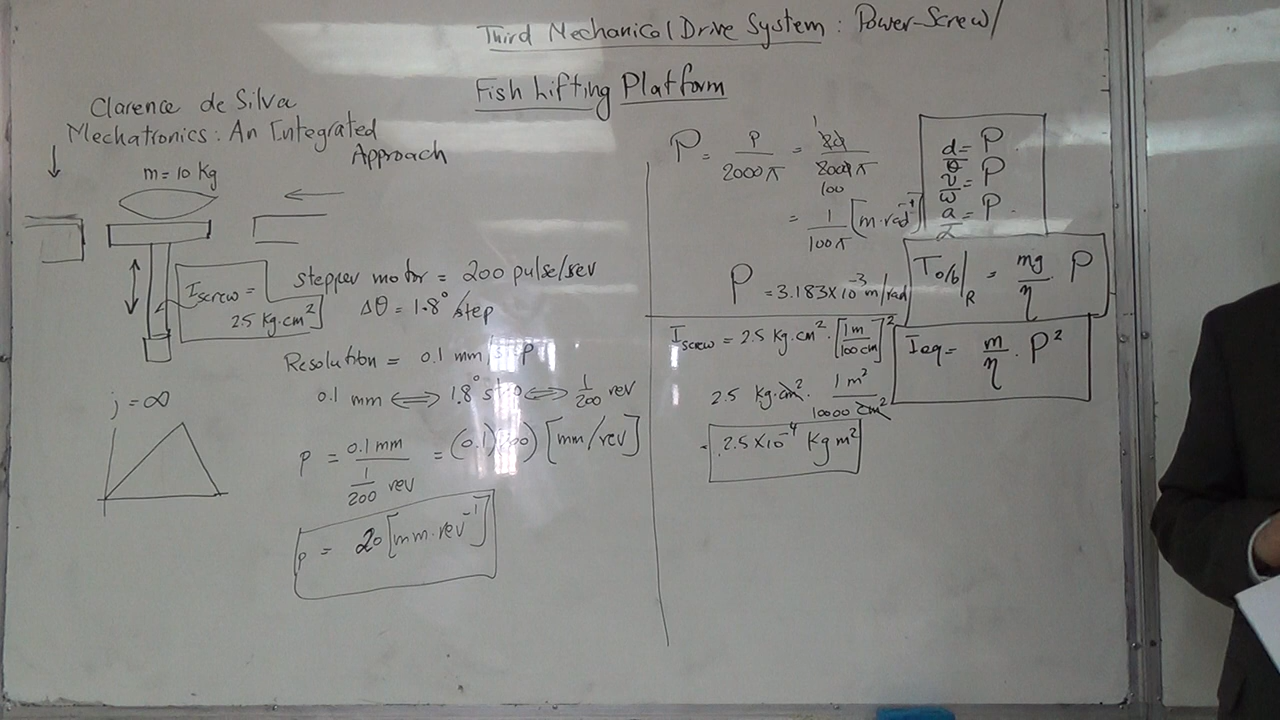 Third Mechanical Drive System : Power-Screw/
Fish Lifting Platform
Clarence de Silva
Mechatronics: An Integrated
Approach
m = 10 Kg
I screw =
2.5 Kg.cm²
stepper motor = 200 pulse/rev
Δθ = 1.8°/step
Resolution = 0.1 mm/step
0.1 mm ⟺ 1.8° step ⟺ 1/200 rev
j = ∞
p = 0.1 mm / (1/200 rev) = (0.1)(200) [mm/rev]
p = 20 [mm.rev⁻¹]
P = p/2000π = 20/2000π
1
100
= 1/100π [m.rad⁻¹]
P = 3.183×10⁻³ m/rad
d/θ = P
v/ω = P
a/α = P
T o/b|R = mg/η . P
I screw = 2.5 Kg.cm² . [1m/100cm]²
I eq = m/η . P²
2.5 Kg.cm² . 1 m²/10000 cm²
= 2.5×10⁻⁴ Kg m²